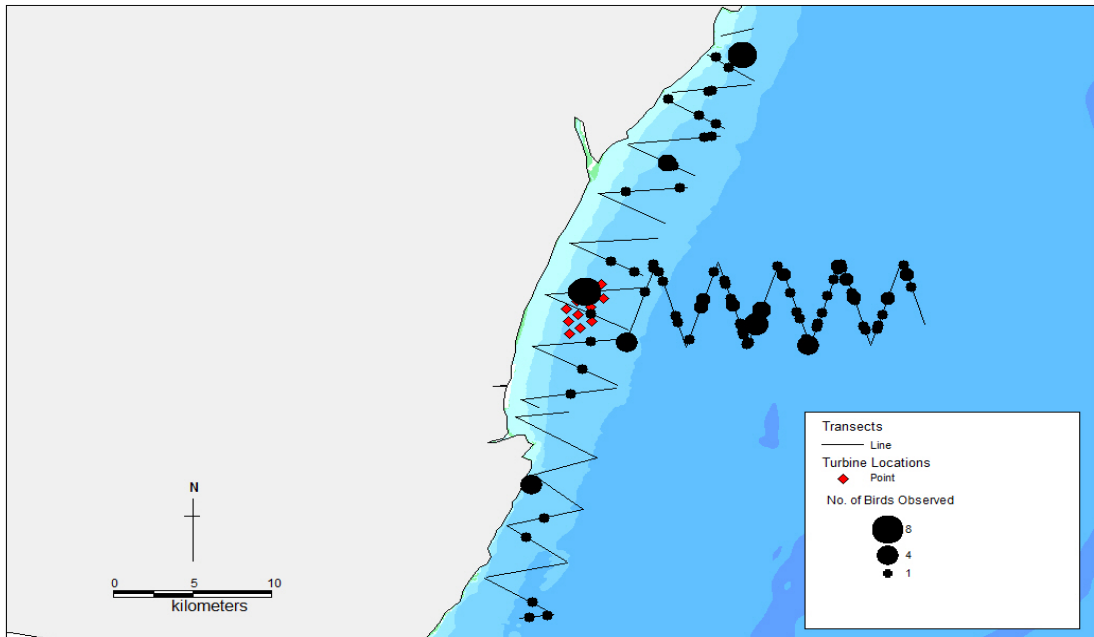 N
0 5 10
kilometers
Transects
Line
Turbine Locations
Point
No. of Birds Observed
8
4
1